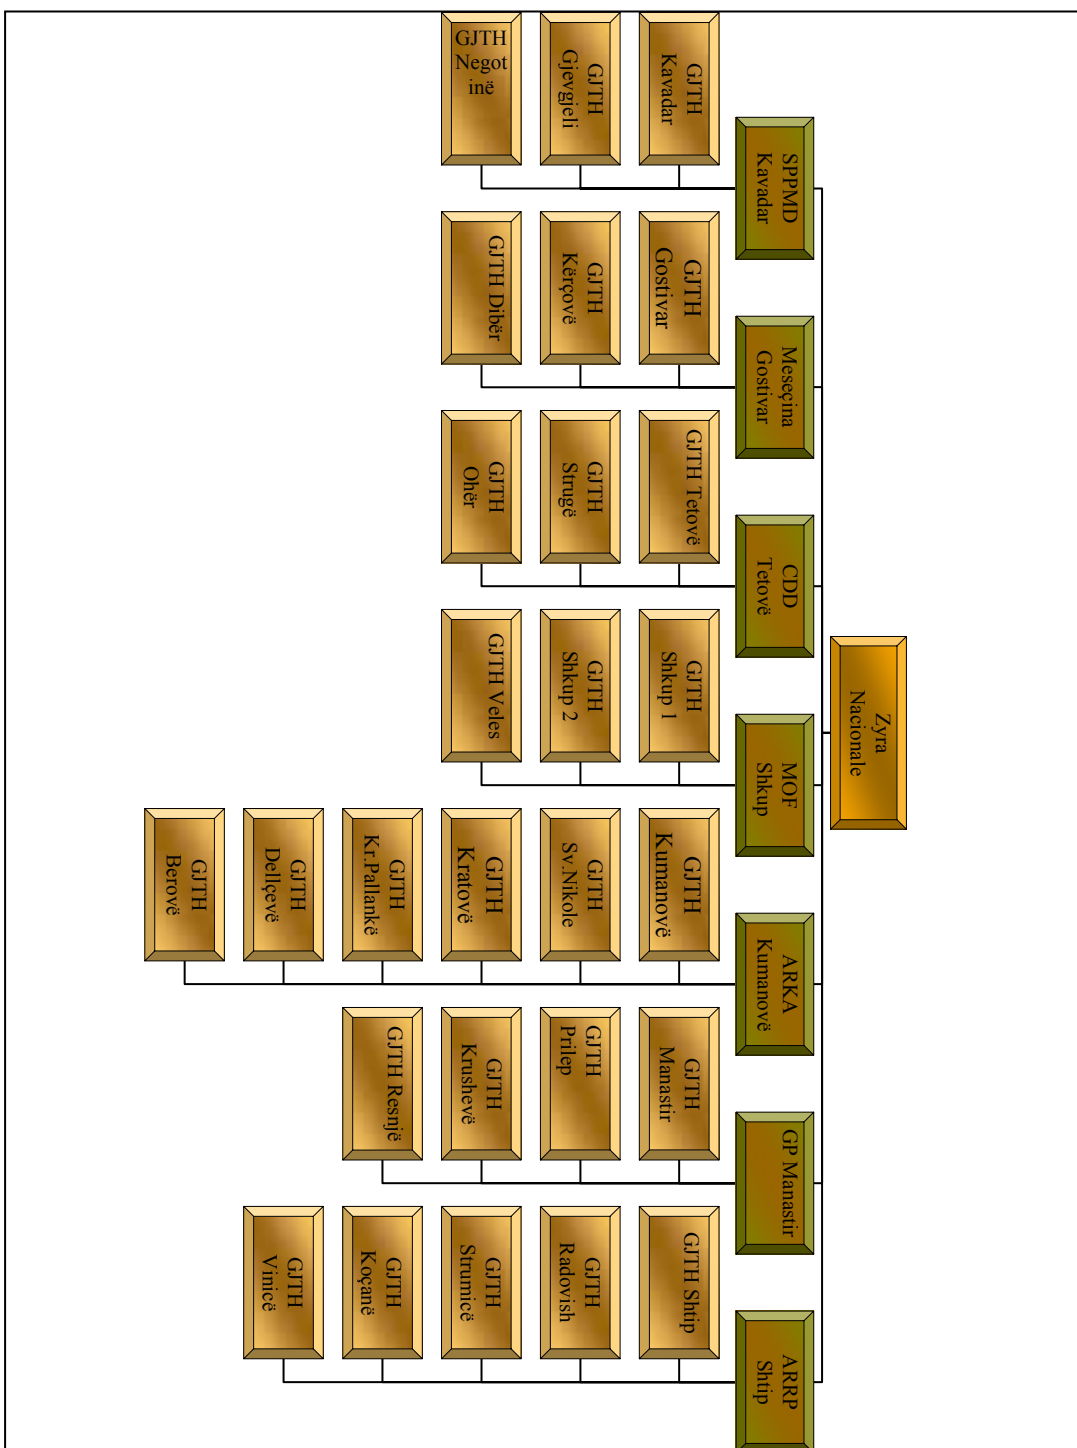 Zyra
Nacionale
SPPMD
Kavadar
Meseçina
Gostivar
CDD
Tetovë
MOF
Shkup
ARKA
Kumanovë
GP Manastir
ARRP
Shtip
GJTH
Kavadar
GJTH
Gjevgjeli
GJTH
Negot
inë
GJTH
Gostivar
GJTH
Kërçovë
GJTH Dibër
GJTH Tetovë
GJTH
Strugë
GJTH
Ohër
GJTH
Shkup 1
GJTH
Shkup 2
GJTH Veles
GJTH
Kumanovë
GJTH
Sv.Nikole
GJTH
Kratovë
GJTH
Kr.Pallankë
GJTH
Dellçevë
GJTH
Berovë
GJTH
Manastir
GJTH
Prilep
GJTH
Krushevë
GJTH Resnjë
GJTH Shtip
GJTH
Radovish
GJTH
Strumicë
GJTH
Koçanë
GJTH
Vinicë